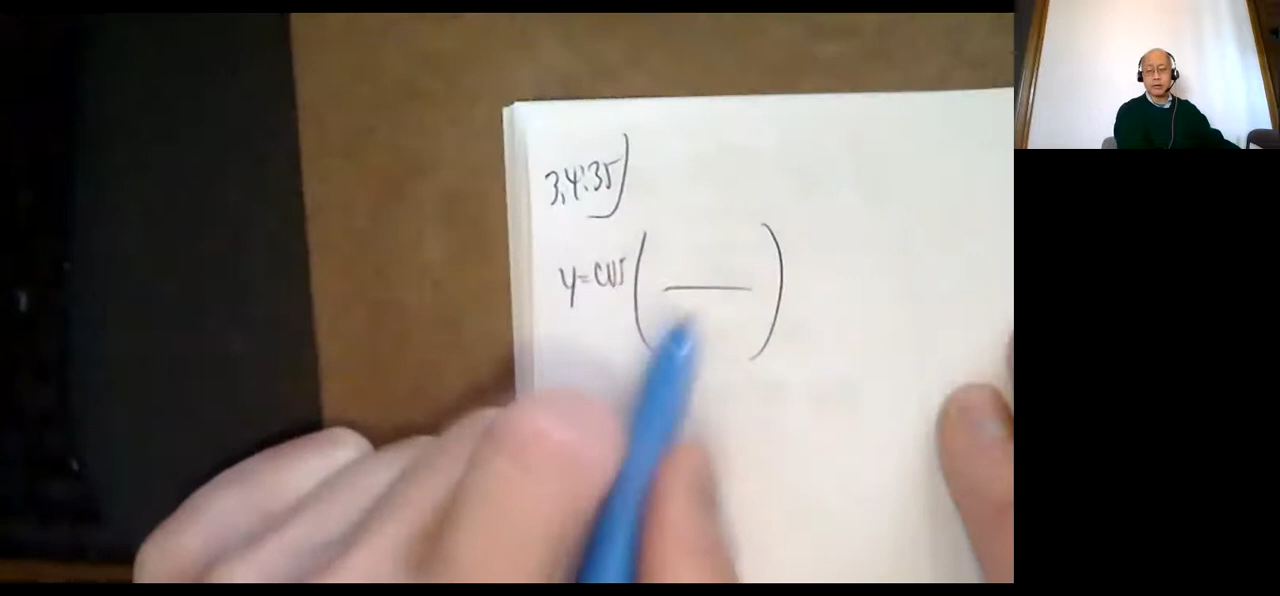 3.4:35)
y=cos( — )